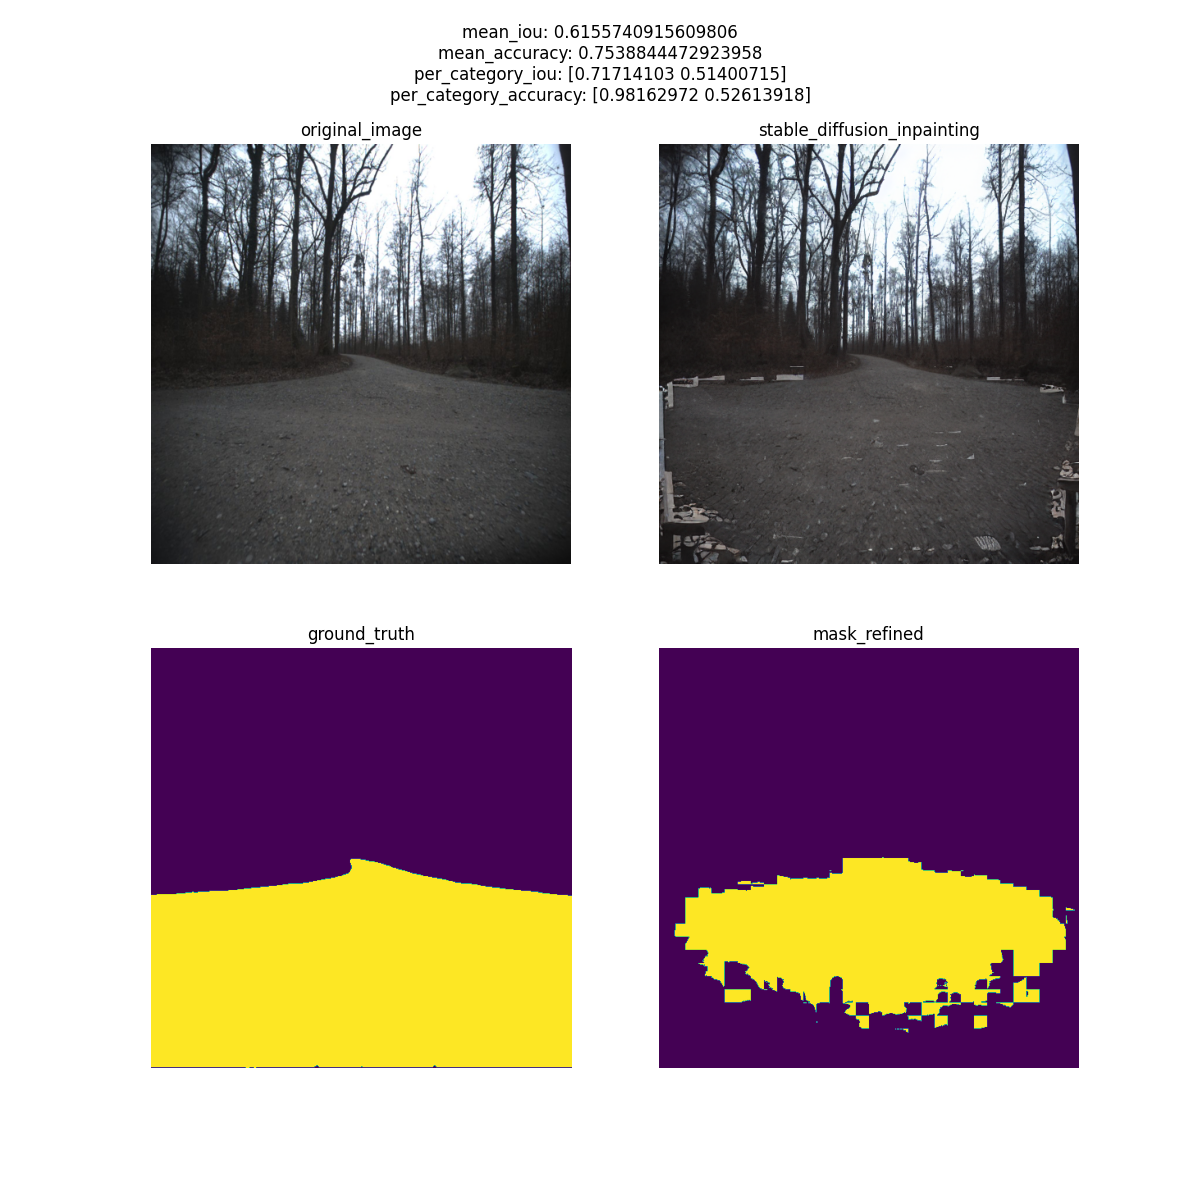 mean_iou: 0.6155740915609806
mean_accuracy: 0.7538844472923958
per_category_iou: [0.71714103 0.51400715]
per_category_accuracy: [0.98162972 0.52613918]
original_image
stable_diffusion_inpainting
ground_truth
mask_refined